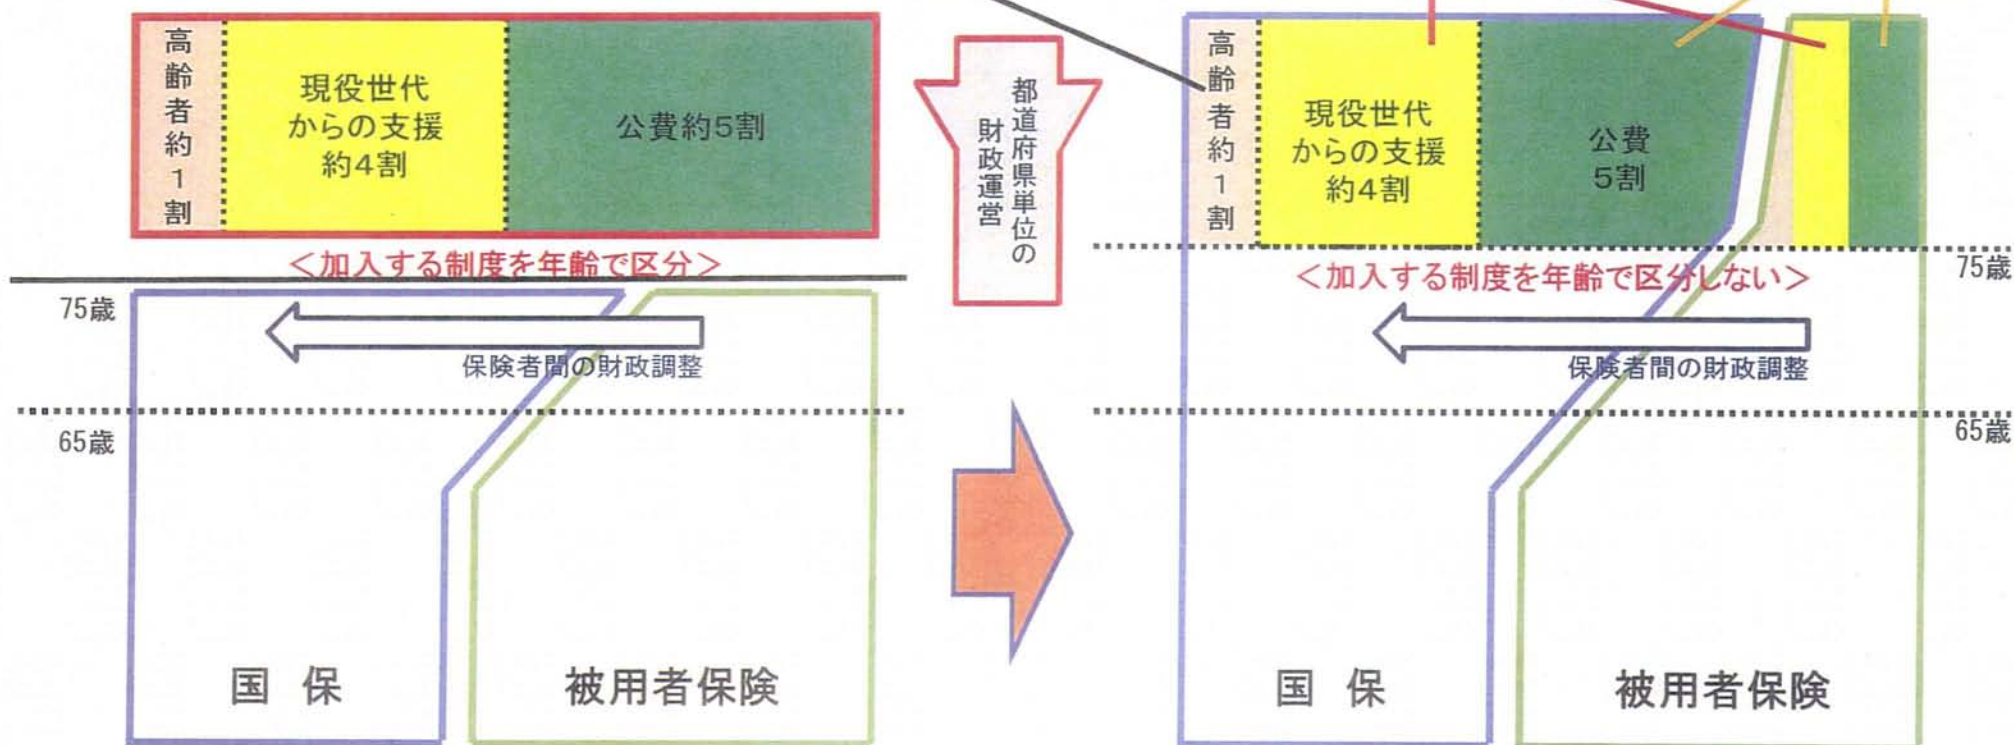 高齢者約1割
現役世代
からの支援
約4割
公費約5割
＜加入する制度を年齢で区分＞
75歳
保険者間の財政調整
65歳
国 保
被用者保険
都道府県単位の
財政運営
高齢者約1割
現役世代
からの支援
約4割
公費
5割
75歳
＜加入する制度を年齢で区分しない＞
保険者間の財政調整
65歳
国 保
被用者保険